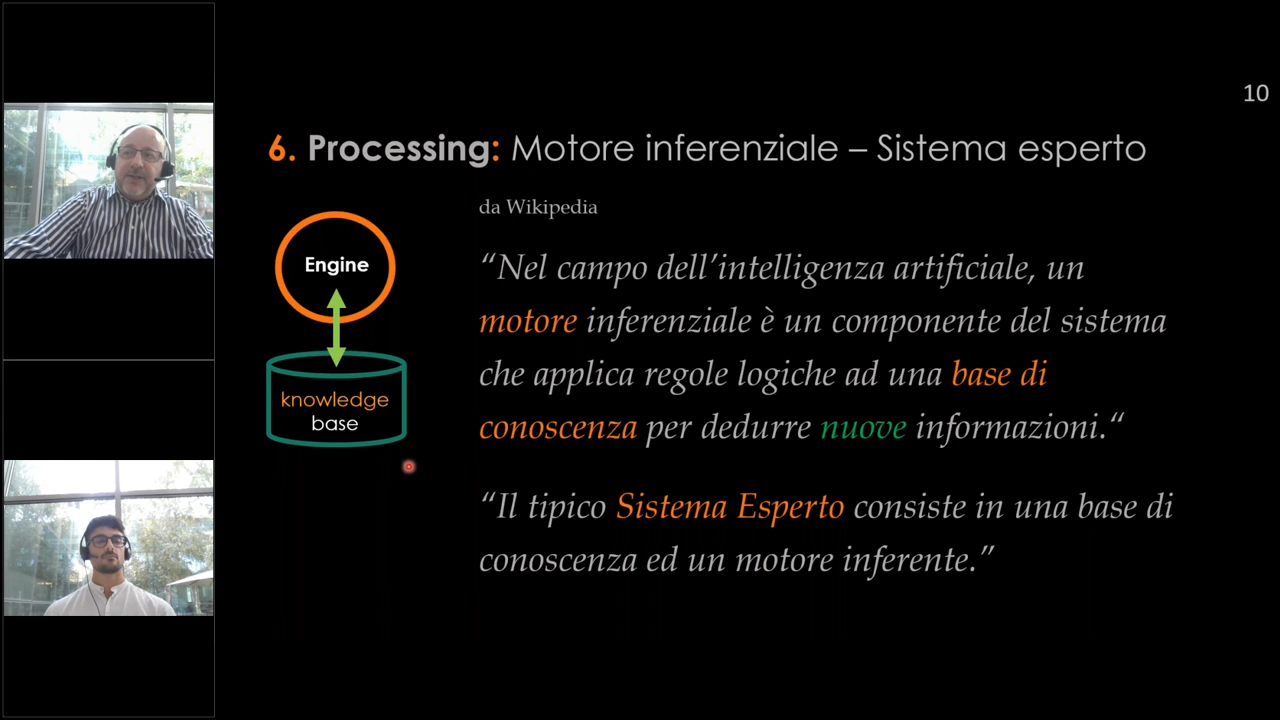 10
6. Processing: Motore inferenziale – Sistema esperto
da Wikipedia
Engine
knowledge
base
“Nel campo dell’intelligenza artificiale, un
motore inferenziale è un componente del sistema
che applica regole logiche ad una base di
conoscenza per dedurre nuove informazioni.“
“Il tipico Sistema Esperto consiste in una base di
conoscenza ed un motore inferente.”